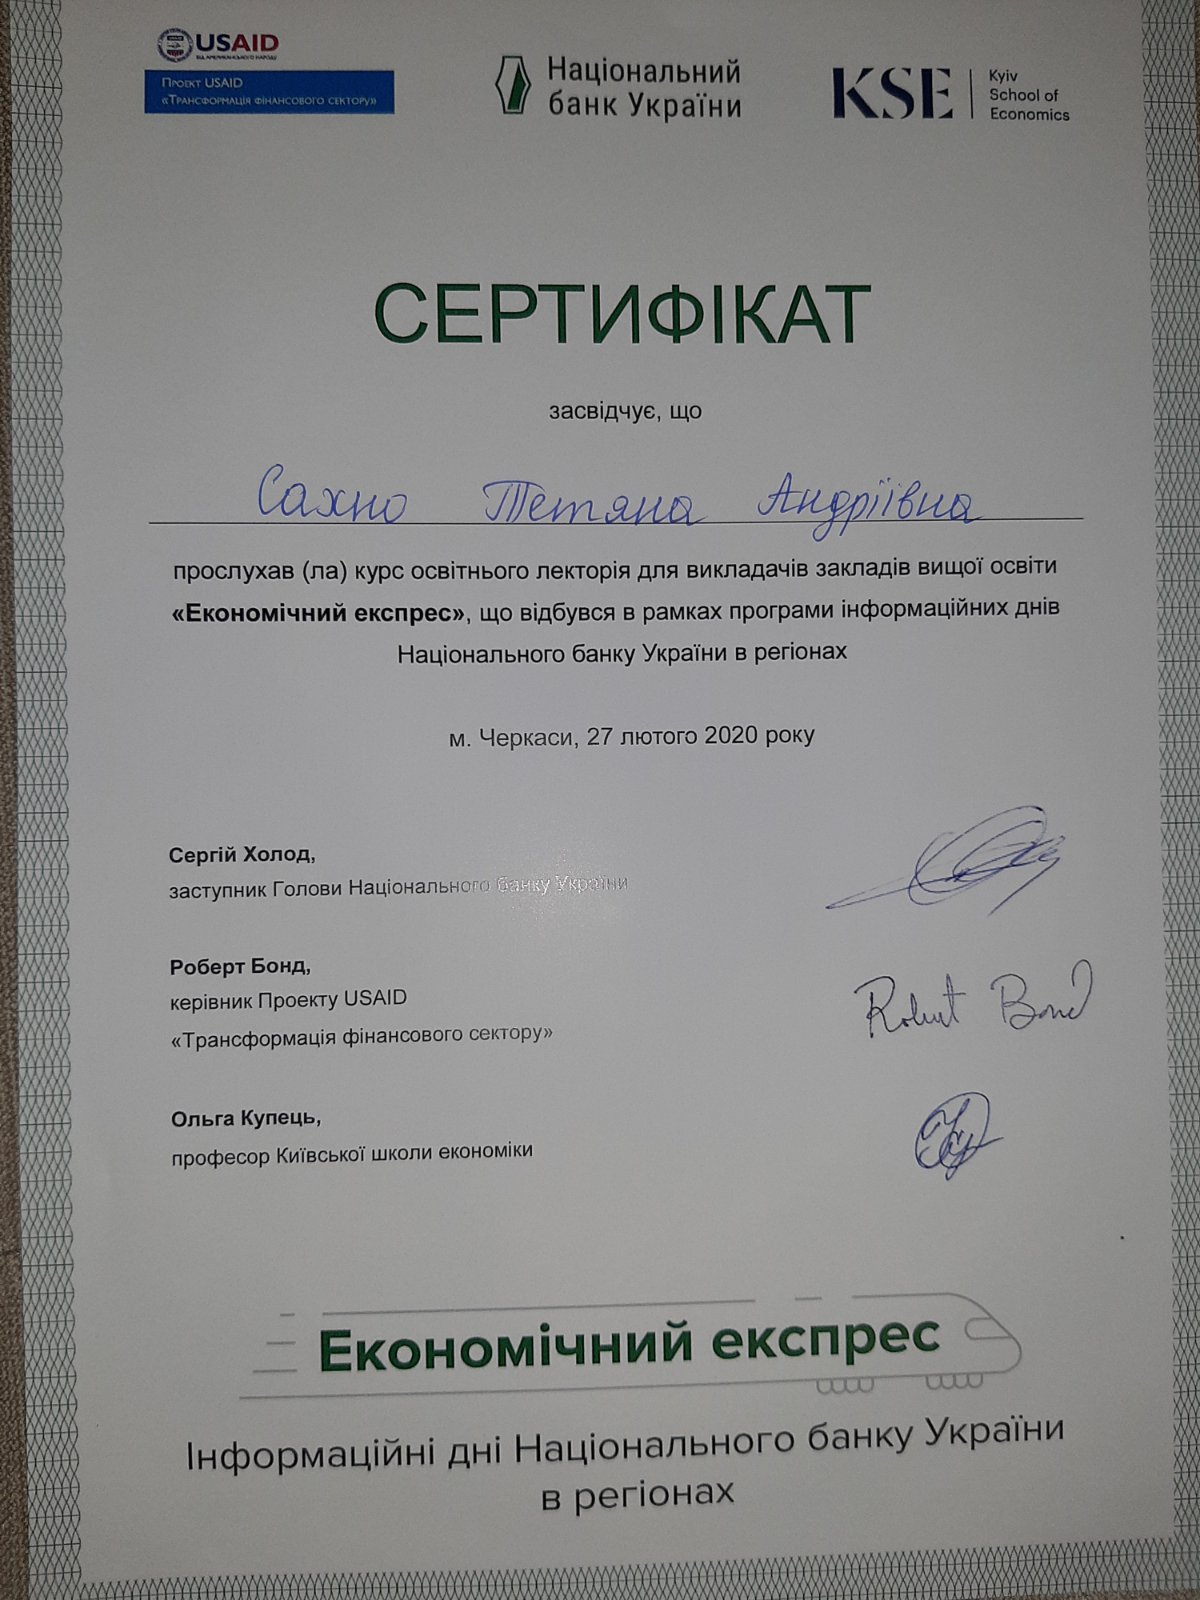 USAID
ВІД АМЕРИКАНСЬКОГО НАРОДУ
Проект USAID
«Трансформація фінансового сектору»
Національний
банк України
KSE
Kyiv
School of
Economics
СЕРТИФІКАТ
засвідчує, що
Сахно Тетяна Андріївна
прослухав (ла) курс освітнього лекторія для викладачів закладів вищої освіти
«Економічний експрес», що відбувся в рамках програми інформаційних днів
Національного банку України в регіонах
м. Черкаси, 27 лютого 2020 року
Сергій Холод,
заступник Голови Національного банку України
Роберт Бонд,
керівник Проекту USAID
«Трансформація фінансового сектору»
Robert Bond
Ольга Купець,
професор Київської школи економіки
Економічний експрес
Інформаційні дні Національного банку України
в регіонах